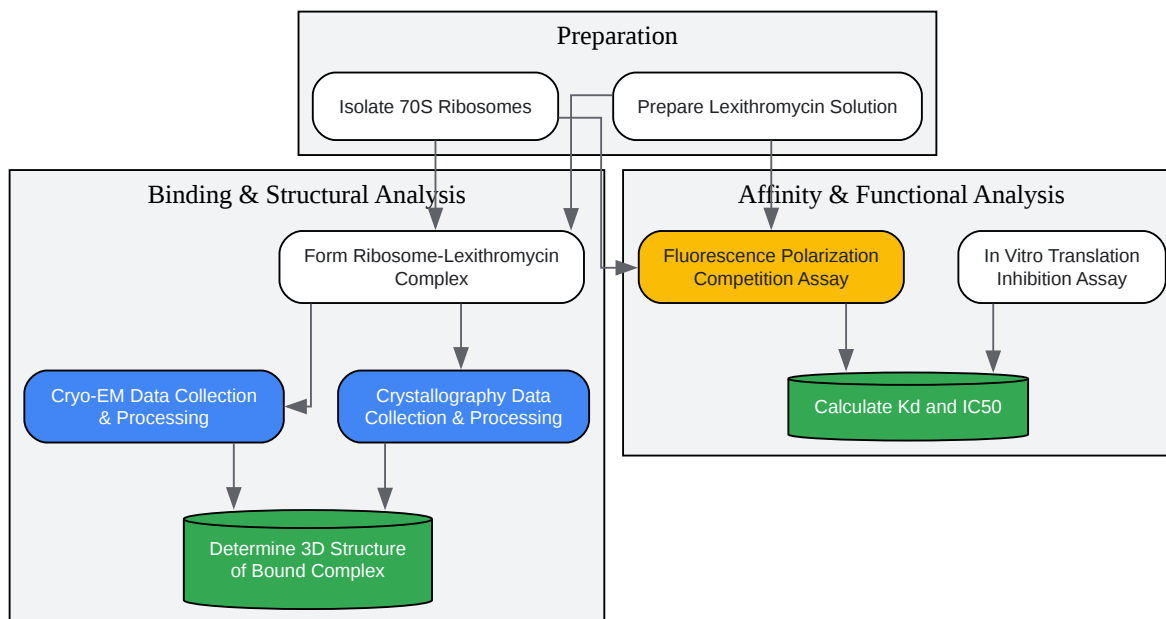 Preparation
Isolate 70S Ribosomes
Prepare Lexithromycin Solution
Binding & Structural Analysis
Form Ribosome-Lexithromycin
Complex
Cryo-EM Data Collection
& Processing
Crystallography Data
Collection & Processing
Determine 3D Structure
of Bound Complex
Affinity & Functional Analysis
Fluorescence Polarization
Competition Assay
In Vitro Translation
Inhibition Assay
Calculate Kd and IC50